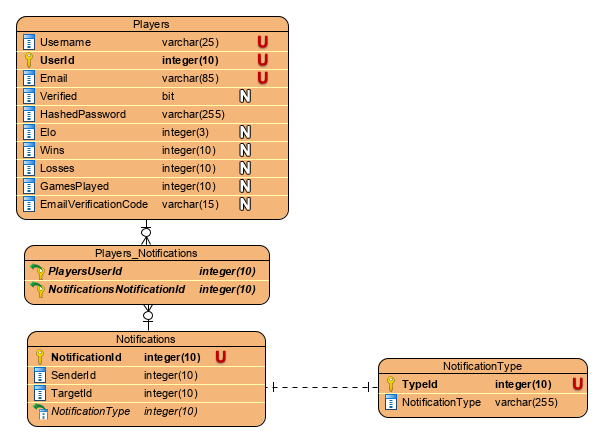 Players
Username varchar(25) U
UserId integer(10) U
Email varchar(85) U
Verified bit N
HashedPassword varchar(255)
Elo integer(3) N
Wins integer(10) N
Losses integer(10) N
GamesPlayed integer(10) N
EmailVerificationCode varchar(15) N
Players_Notifications
PlayersUserId integer(10)
NotificationsNotificationId integer(10)
Notifications
NotificationId integer(10) U
SenderId integer(10)
TargetId integer(10)
NotificationType integer(10)
NotificationType
TypeId integer(10) U
NotificationType varchar(255)